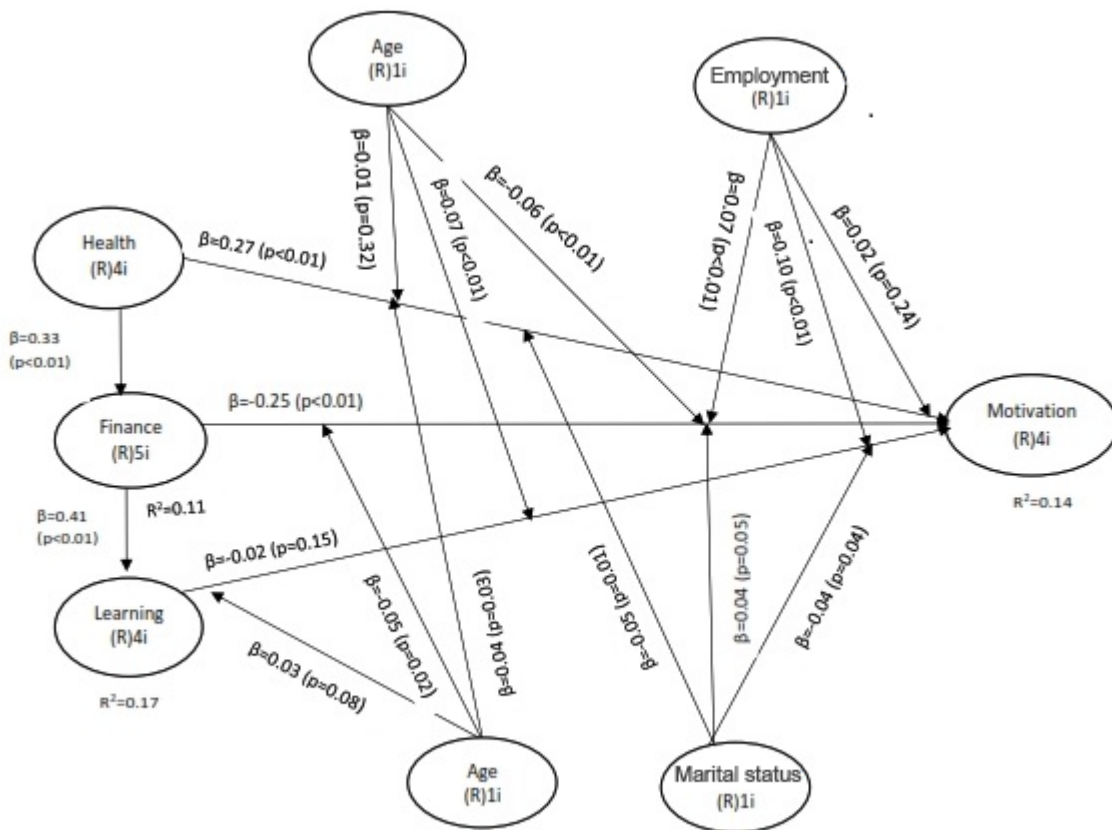 Age
(R)1i
Employment
(R)1i
Health
(R)4i
β=0.27 (p<0.01)
β=0.01 (p=0.32)
β=0.07 (p<0.01)
β=-0.06 (p<0.01)
β=0.07 (p<0.01)
β=0.10 (p<0.01)
β=0.02 (p=0.24)
β=0.33
(p<0.01)
Finance
(R)5i
β=-0.25 (p<0.01)
Motivation
(R)4i
R²=0.14
β=0.41
(p<0.01)
R²=0.11
β=-0.02 (p=0.15)
Learning
(R)4i
R²=0.17
β=0.03 (p=0.08)
β=-0.05 (p=0.02)
β=0.04 (p=0.03)
β=-0.05 (p=0.01)
β=0.04 (p=0.05)
β=-0.04 (p=0.04)
Age
(R)1i
Marital status
(R)1i